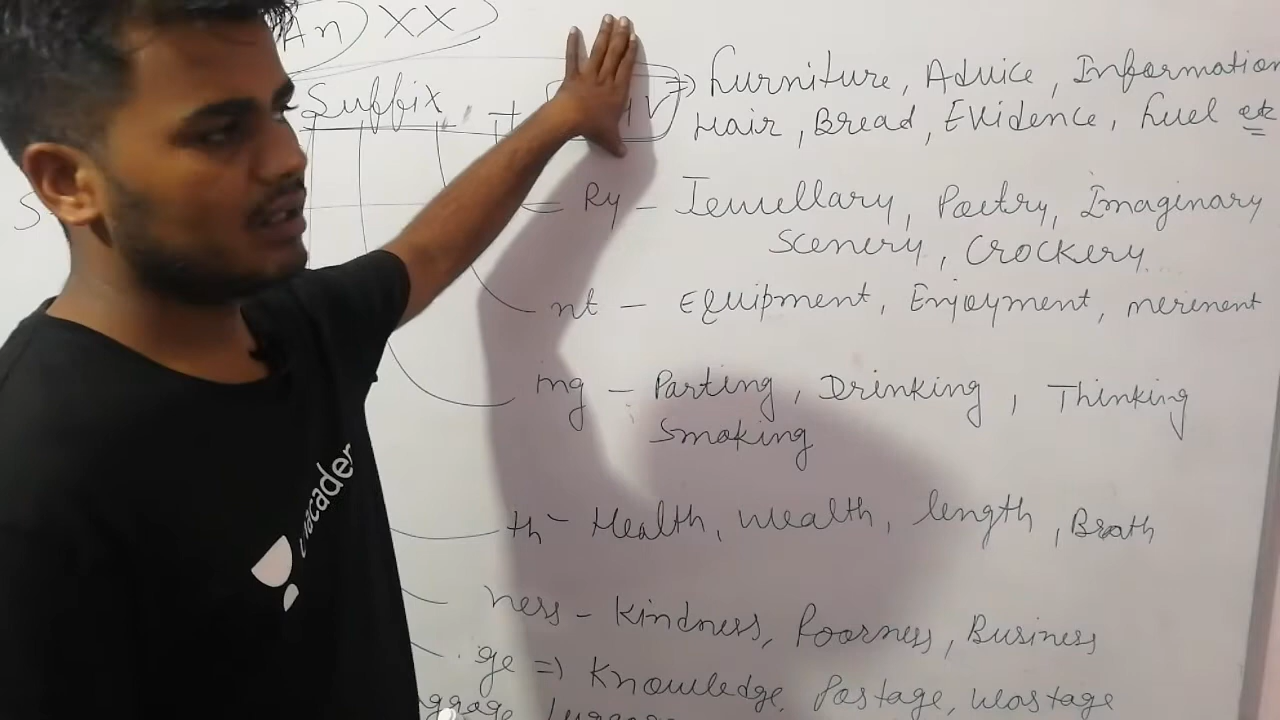 An) XX
Suffix +
⇒ Furniture, Advice, Information
Hair, Bread, Evidence, Fuel etc
Ry - Jewellary, Poetry, Imaginary
Scenery, Crockery
nt - Equipment, Enjoyment, merement
ing - Parting, Drinking, Thinking
Smoking
th - Health, Wealth, length, Brath
ness - Kindness, Poorness, Business
ge ⇒ Knowledge, Postage, Wastage
unacademy